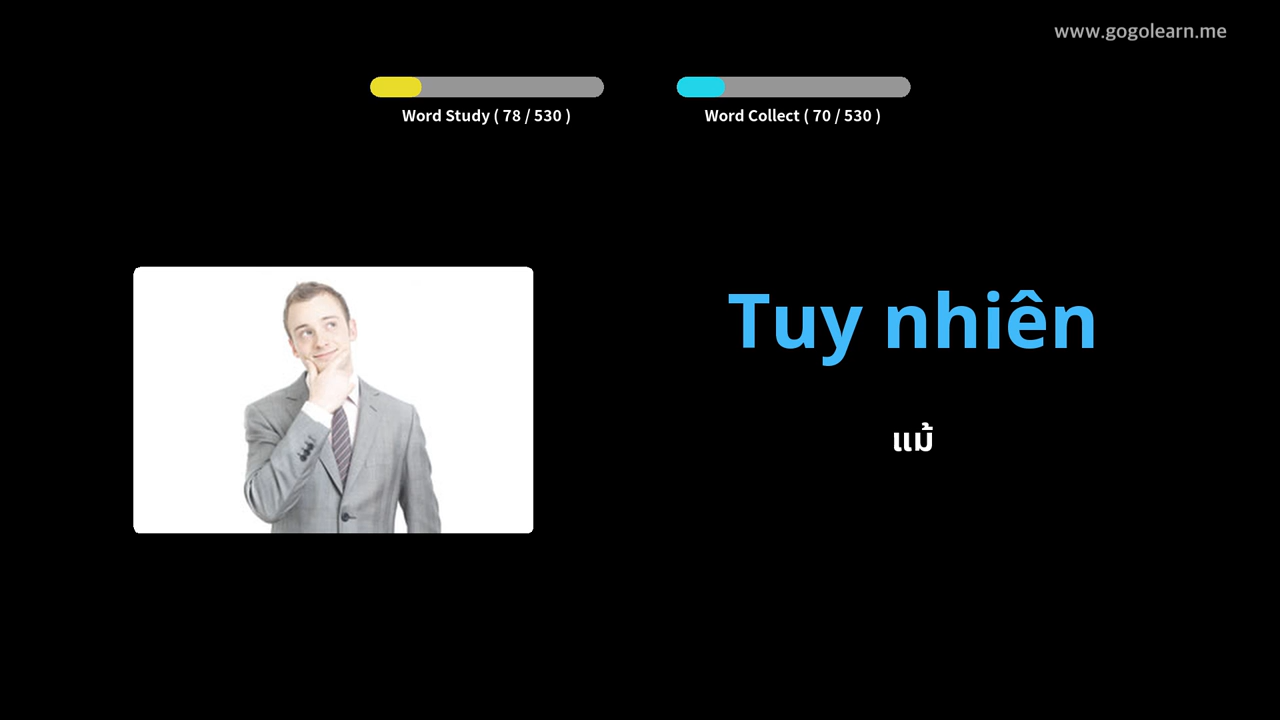 www.gogolearn.me
Word Study ( 78 / 530 )
Word Collect ( 70 / 530 )
Tuy nhiên
แม้